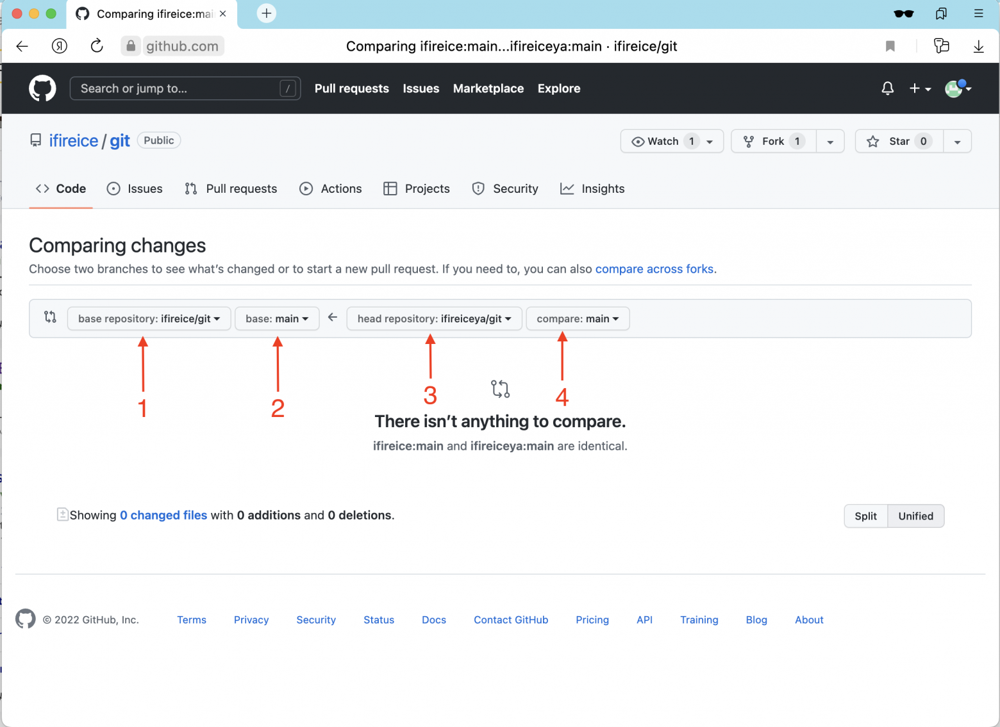 Comparing ifireice:mai
github.com
Comparing ifireice:main...ifireiceya:main · ifireice/git
Search or jump to... /
Pull requests Issues Marketplace Explore
ifireice / git Public
Watch 1 Fork 1 Star 0
Code Issues Pull requests Actions Projects Security Insights
Comparing changes
Choose two branches to see what's changed or to start a new pull request. If you need to, you can also compare across forks.
base repository: ifireice/git base: main head repository: ifireiceya/git compare: main
1 2 3 4
There isn't anything to compare.
ifireice:main and ifireiceya:main are identical.
Showing 0 changed files with 0 additions and 0 deletions.
Split Unified
© 2022 GitHub, Inc. Terms Privacy Security Status Docs Contact GitHub Pricing API Training Blog About